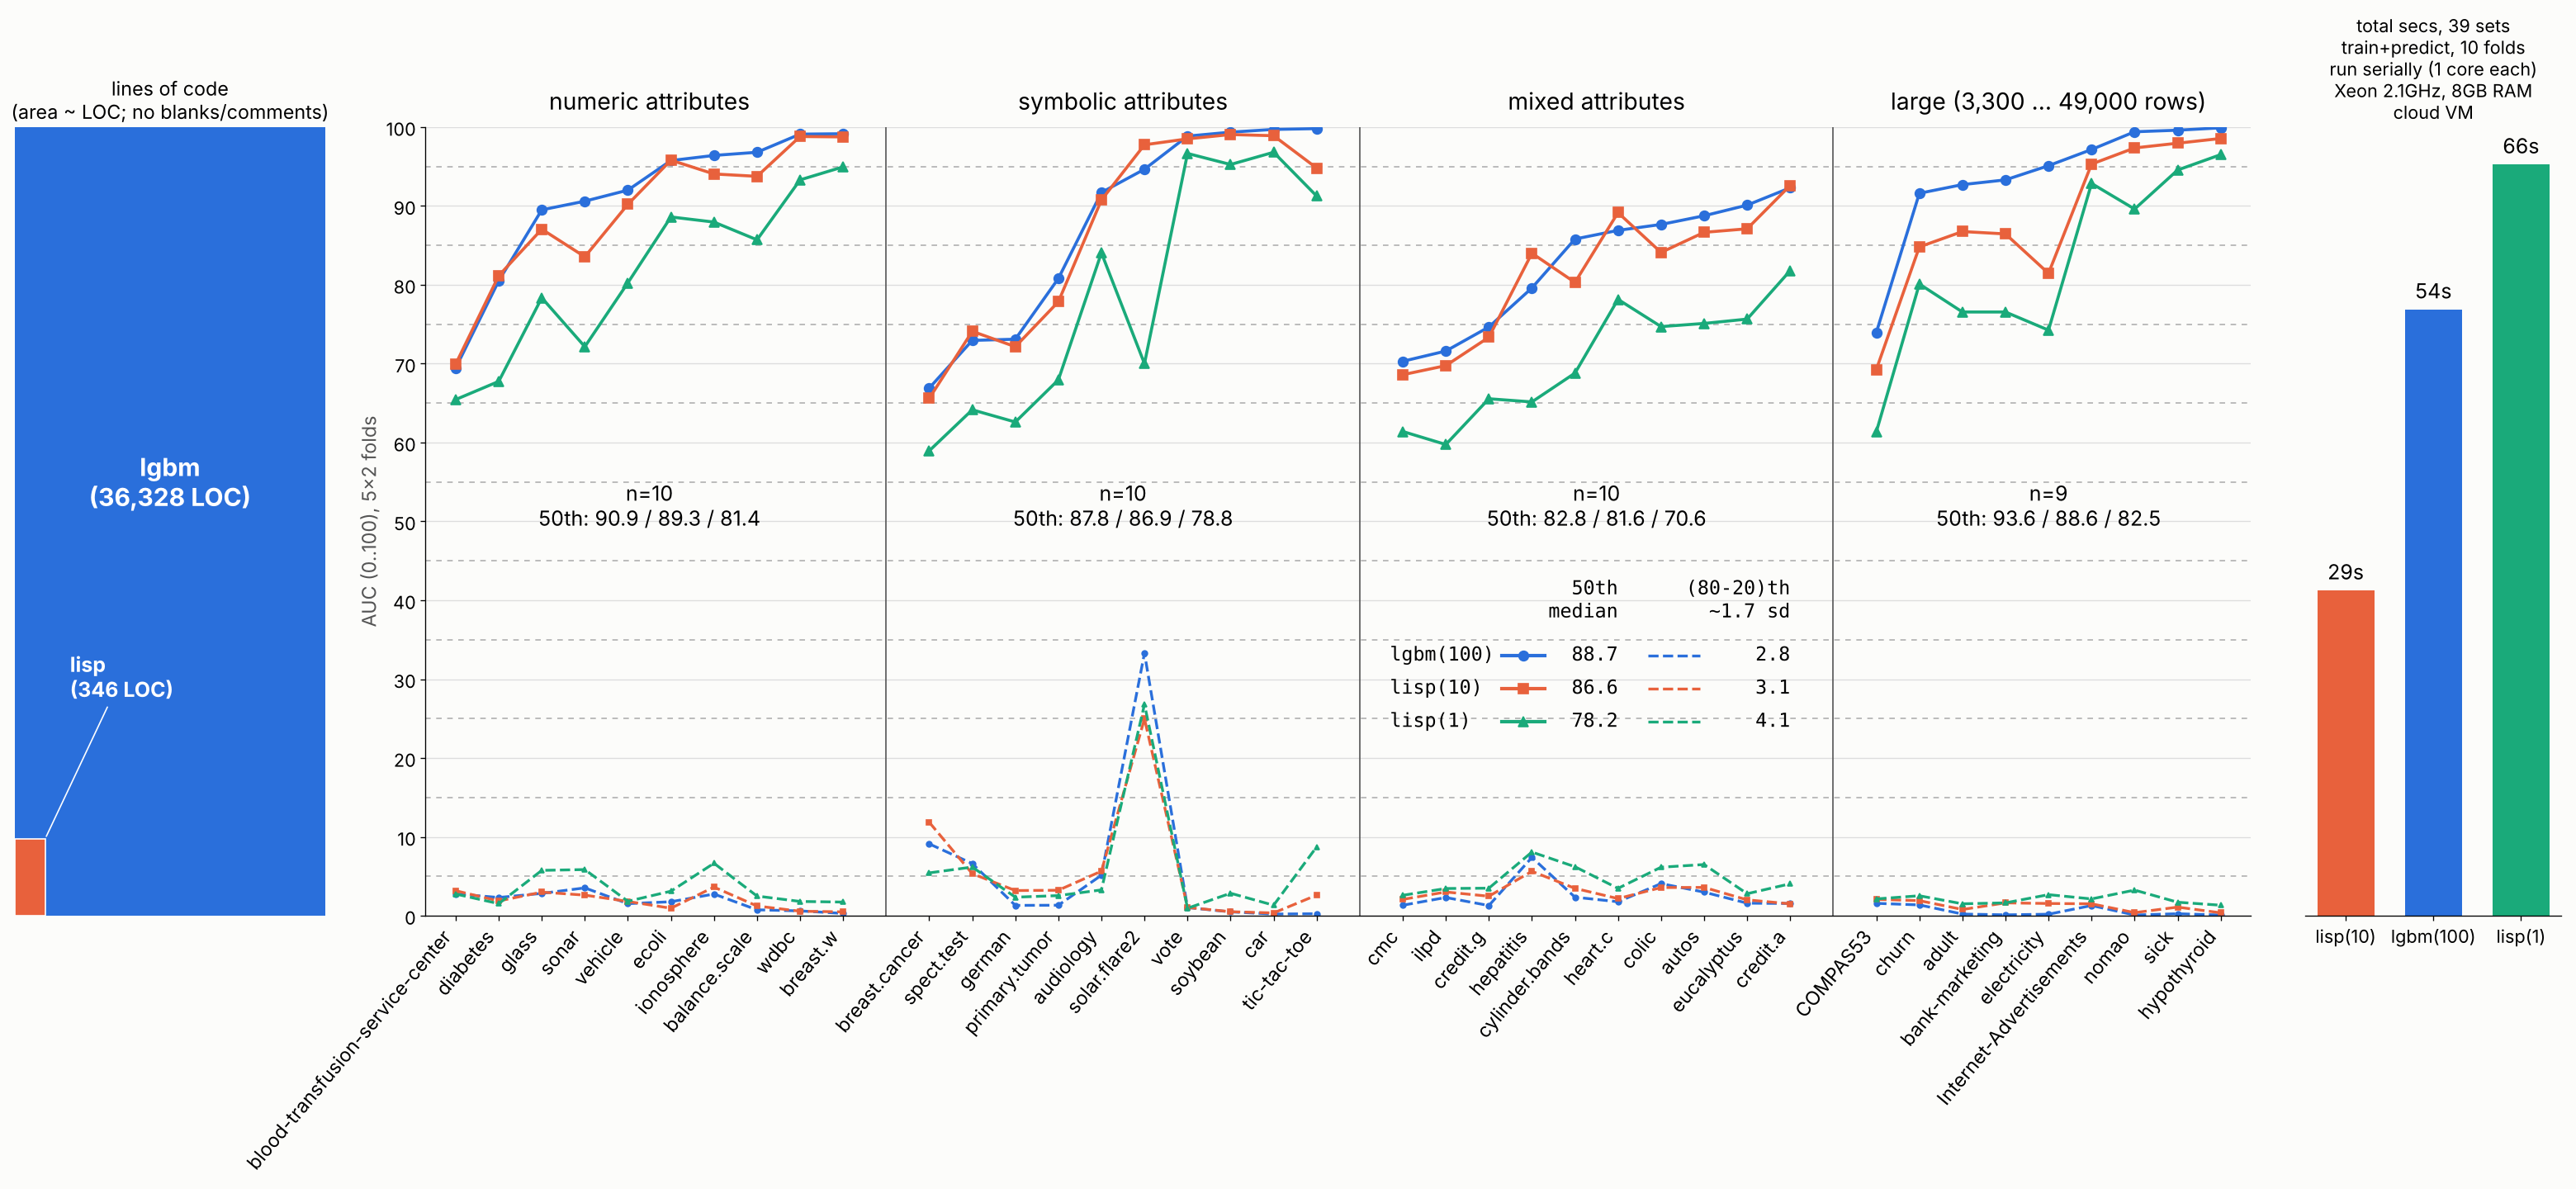 lines of code
(area ~ LOC; no blanks/comments)
lgbm
(36,328 LOC)
lisp
(346 LOC)
AUC (0..100), 5×2 folds
100
90
80
70
60
50
40
30
20
10
0
numeric attributes
n=10
50th: 90.9 / 89.3 / 81.4
blood-transfusion-service-center
diabetes
glass
sonar
vehicle
ecoli
ionosphere
balance.scale
wdbc
breast.w
symbolic attributes
n=10
50th: 87.8 / 86.9 / 78.8
breast.cancer
spect.test
german
primary.tumor
audiology
solar.flare2
vote
soybean
car
tic-tac-toe
mixed attributes
n=10
50th: 82.8 / 81.6 / 70.6
50th (80-20)th
median ~1.7 sd
lgbm(100) 88.7 2.8
lisp(10) 86.6 3.1
lisp(1) 78.2 4.1
cmc
ilpd
credit.g
hepatitis
cylinder.bands
heart.c
colic
autos
eucalyptus
credit.a
large (3,300 ... 49,000 rows)
n=9
50th: 93.6 / 88.6 / 82.5
COMPAS53
churn
adult
bank-marketing
electricity
Internet-Advertisements
nomao
sick
hypothyroid
total secs, 39 sets
train+predict, 10 folds
run serially (1 core each)
Xeon 2.1GHz, 8GB RAM
cloud VM
29s
54s
66s
lisp(10)
lgbm(100)
lisp(1)